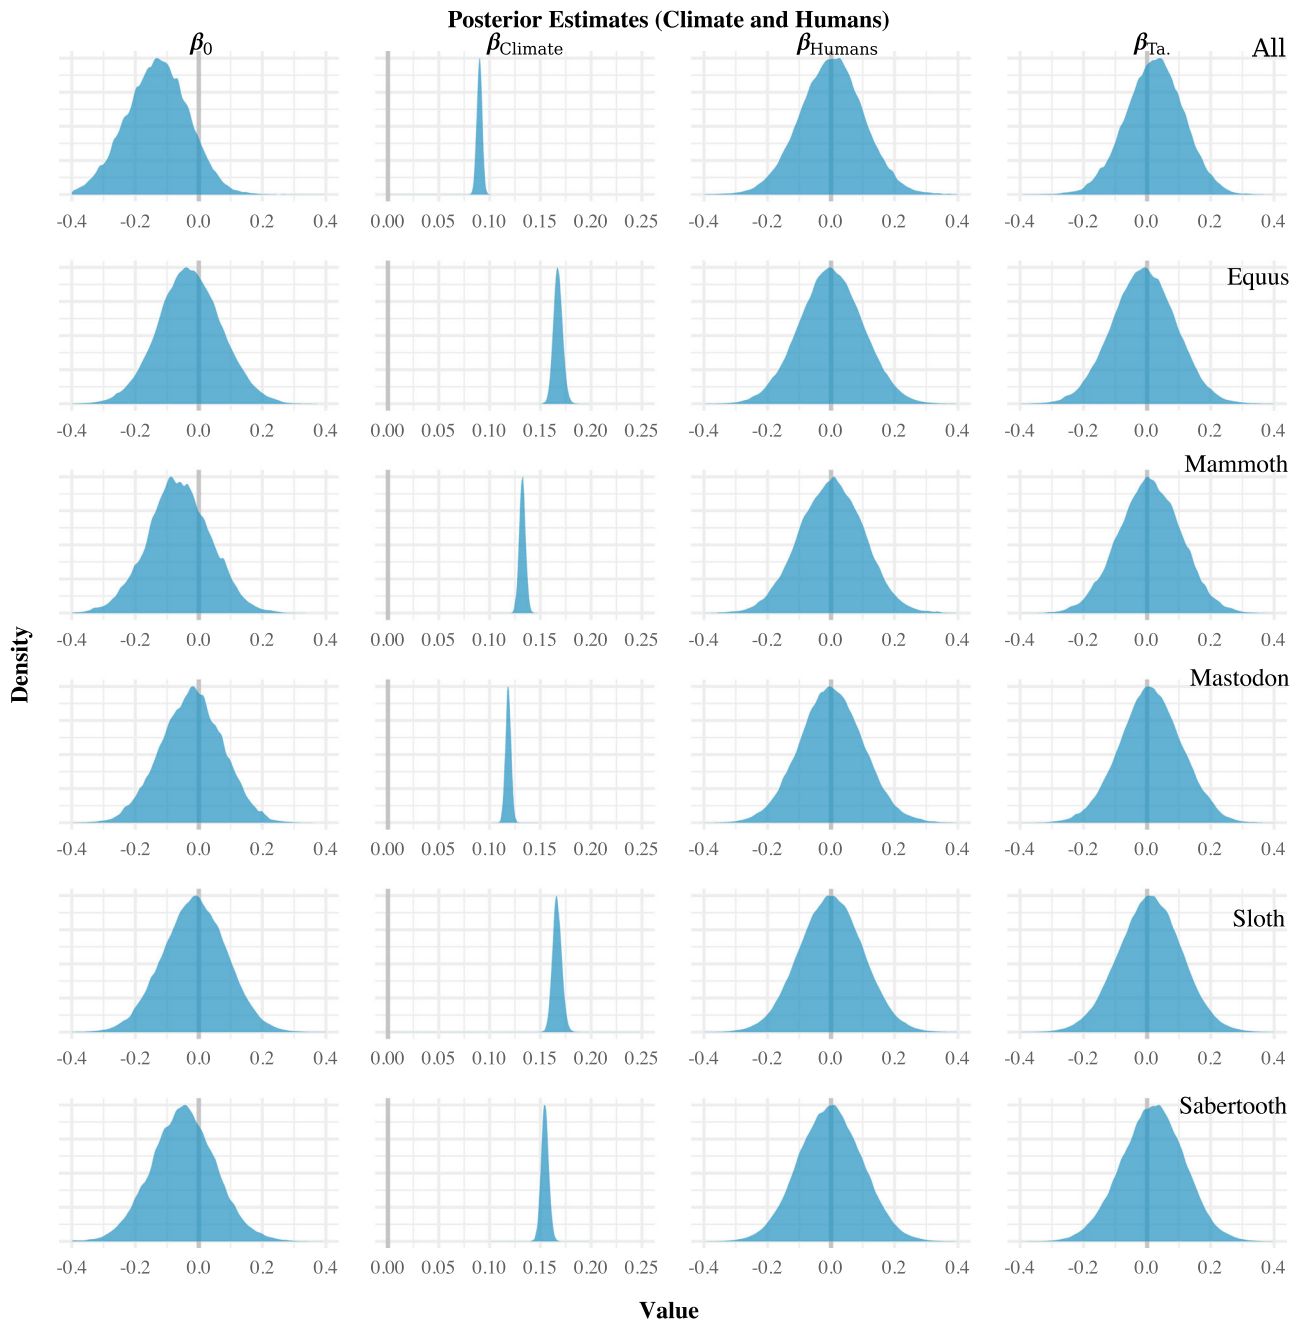 Posterior Estimates (Climate and Humans)
β0 βClimate βHumans βTa. All
-0.4 -0.2 0.0 0.2 0.4 0.00 0.05 0.10 0.15 0.20 0.25 -0.4 -0.2 0.0 0.2 0.4 -0.4 -0.2 0.0 0.2 0.4
Equus
-0.4 -0.2 0.0 0.2 0.4 0.00 0.05 0.10 0.15 0.20 0.25 -0.4 -0.2 0.0 0.2 0.4 -0.4 -0.2 0.0 0.2 0.4
Mammoth
-0.4 -0.2 0.0 0.2 0.4 0.00 0.05 0.10 0.15 0.20 0.25 -0.4 -0.2 0.0 0.2 0.4 -0.4 -0.2 0.0 0.2 0.4
Density
Mastodon
-0.4 -0.2 0.0 0.2 0.4 0.00 0.05 0.10 0.15 0.20 0.25 -0.4 -0.2 0.0 0.2 0.4 -0.4 -0.2 0.0 0.2 0.4
Sloth
-0.4 -0.2 0.0 0.2 0.4 0.00 0.05 0.10 0.15 0.20 0.25 -0.4 -0.2 0.0 0.2 0.4 -0.4 -0.2 0.0 0.2 0.4
Sabertooth
-0.4 -0.2 0.0 0.2 0.4 0.00 0.05 0.10 0.15 0.20 0.25 -0.4 -0.2 0.0 0.2 0.4 -0.4 -0.2 0.0 0.2 0.4
Value